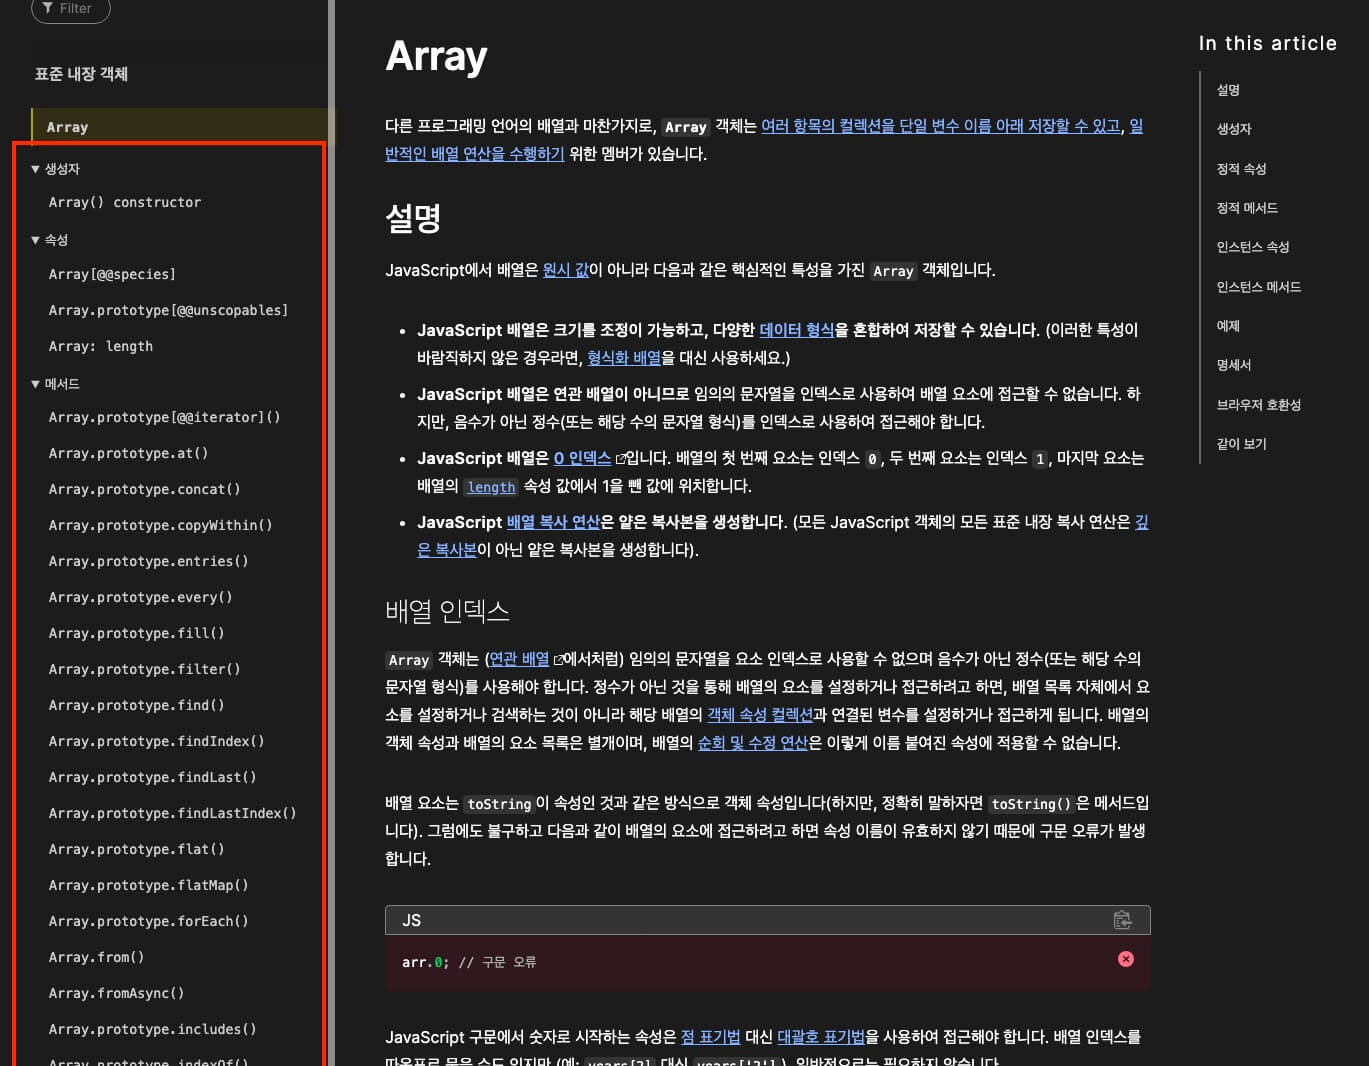 Filter
표준 내장 객체
Array
▼ 생성자
Array() constructor
▼ 속성
Array[@@species]
Array.prototype[@@unscopables]
Array: length
▼ 메서드
Array.prototype[@@iterator]()
Array.prototype.at()
Array.prototype.concat()
Array.prototype.copyWithin()
Array.prototype.entries()
Array.prototype.every()
Array.prototype.fill()
Array.prototype.filter()
Array.prototype.find()
Array.prototype.findIndex()
Array.prototype.findLast()
Array.prototype.findLastIndex()
Array.prototype.flat()
Array.prototype.flatMap()
Array.prototype.forEach()
Array.from()
Array.fromAsync()
Array.prototype.includes()
Array.prototype.indexOf()
Array
다른 프로그래밍 언어의 배열과 마찬가지로, Array 객체는 여러 항목의 컬렉션을 단일 변수 이름 아래 저장할 수 있고, 일
반적인 배열 연산을 수행하기 위한 멤버가 있습니다.
설명
JavaScript에서 배열은 원시 값이 아니라 다음과 같은 핵심적인 특성을 가진 Array 객체입니다.
• JavaScript 배열은 크기를 조정이 가능하고, 다양한 데이터 형식을 혼합하여 저장할 수 있습니다. (이러한 특성이
바람직하지 않은 경우라면, 형식화 배열을 대신 사용하세요.)
• JavaScript 배열은 연관 배열이 아니므로 임의의 문자열을 인덱스로 사용하여 배열 요소에 접근할 수 없습니다. 하
지만, 음수가 아닌 정수(또는 해당 수의 문자열 형식)를 인덱스로 사용하여 접근해야 합니다.
• JavaScript 배열은 0 인덱스입니다. 배열의 첫 번째 요소는 인덱스 0, 두 번째 요소는 인덱스 1, 마지막 요소는
배열의 length 속성 값에서 1을 뺀 값에 위치합니다.
• JavaScript 배열 복사 연산은 얕은 복사본을 생성합니다. (모든 JavaScript 객체의 모든 표준 내장 복사 연산은 깊
은 복사본이 아닌 얕은 복사본을 생성합니다).
배열 인덱스
Array 객체는 (연관 배열에서처럼) 임의의 문자열을 요소 인덱스로 사용할 수 없으며 음수가 아닌 정수(또는 해당 수의
문자열 형식)를 사용해야 합니다. 정수가 아닌 것을 통해 배열의 요소를 설정하거나 접근하려고 하면, 배열 목록 자체에서 요
소를 설정하거나 검색하는 것이 아니라 해당 배열의 객체 속성 컬렉션과 연결된 변수를 설정하거나 접근하게 됩니다. 배열의
객체 속성과 배열의 요소 목록은 별개이며, 배열의 순회 및 수정 연산은 이렇게 이름 붙여진 속성에 적용할 수 없습니다.
배열 요소는 toString이 속성인 것과 같은 방식으로 객체 속성입니다(하지만, 정확히 말하자면 toString()은 메서드입
니다). 그럼에도 불구하고 다음과 같이 배열의 요소에 접근하려고 하면 속성 이름이 유효하지 않기 때문에 구문 오류가 발생
합니다.
JS
arr.0; // 구문 오류
JavaScript 구문에서 숫자로 시작하는 속성은 점 표기법 대신 대괄호 표기법을 사용하여 접근해야 합니다. 배열 인덱스를
따옴표로 묶을 수도 있지만 (예: years[2] 대신 years['2']), 일반적으로는 필요하지 않습니다.
In this article
설명
생성자
정적 속성
정적 메서드
인스턴스 속성
인스턴스 메서드
예제
명세서
브라우저 호환성
같이 보기